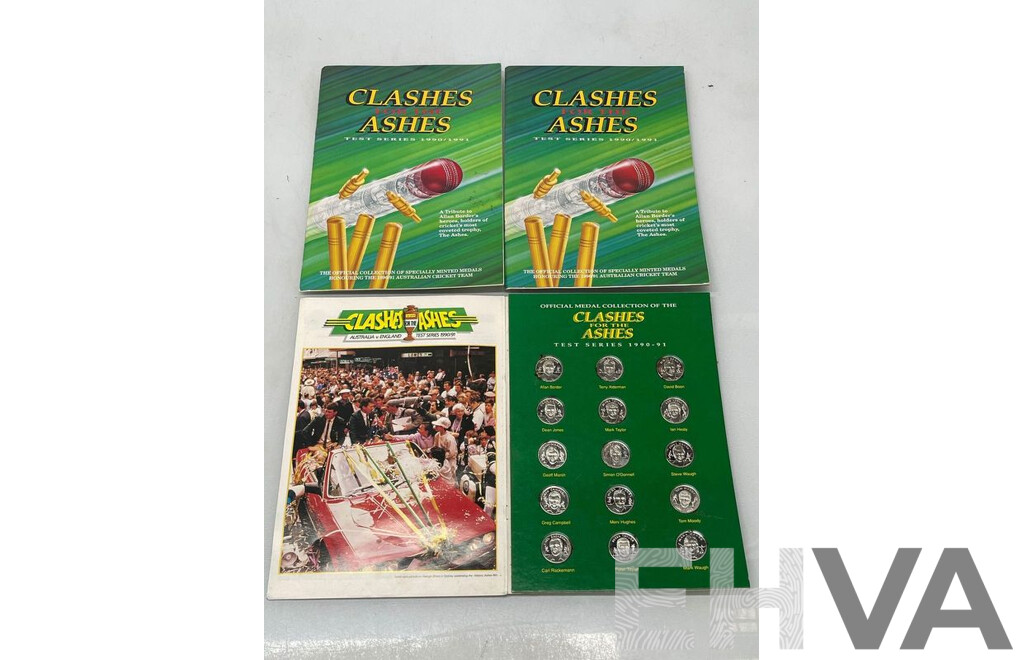 CLASHES
FOR THE
ASHES
TEST SERIES 1990/1991
A Tribute to
Allan Border's
heroes, holders of
cricket's most
coveted trophy,
The Ashes.
THE OFFICIAL COLLECTION OF SPECIALLY MINTED MEDALS
HONOURING THE 1990/91 AUSTRALIAN CRICKET TEAM
CLASHES
FOR THE
ASHES
TEST SERIES 1990/1991
A Tribute to
Allan Border's
heroes, holders of
cricket's most
coveted trophy,
The Ashes.
THE OFFICIAL COLLECTION OF SPECIALLY MINTED MEDALS
HONOURING THE 1990/91 AUSTRALIAN CRICKET TEAM
CLASHES FOR THE ASHES
AUSTRALIA v ENGLAND 1937 SERIES 1990/91
OFFICIAL MEDAL COLLECTION OF THE
CLASHES
FOR THE
ASHES
TEST SERIES 1990-91
Allan Border Terry Alderman David Boon
Dean Jones Mark Taylor Ian Healy
Geoff Marsh Simon O'Donnell Steve Waugh
Greg Campbell Merv Hughes Tom Moody
Carl Rackemann Mark Waugh
FHVA